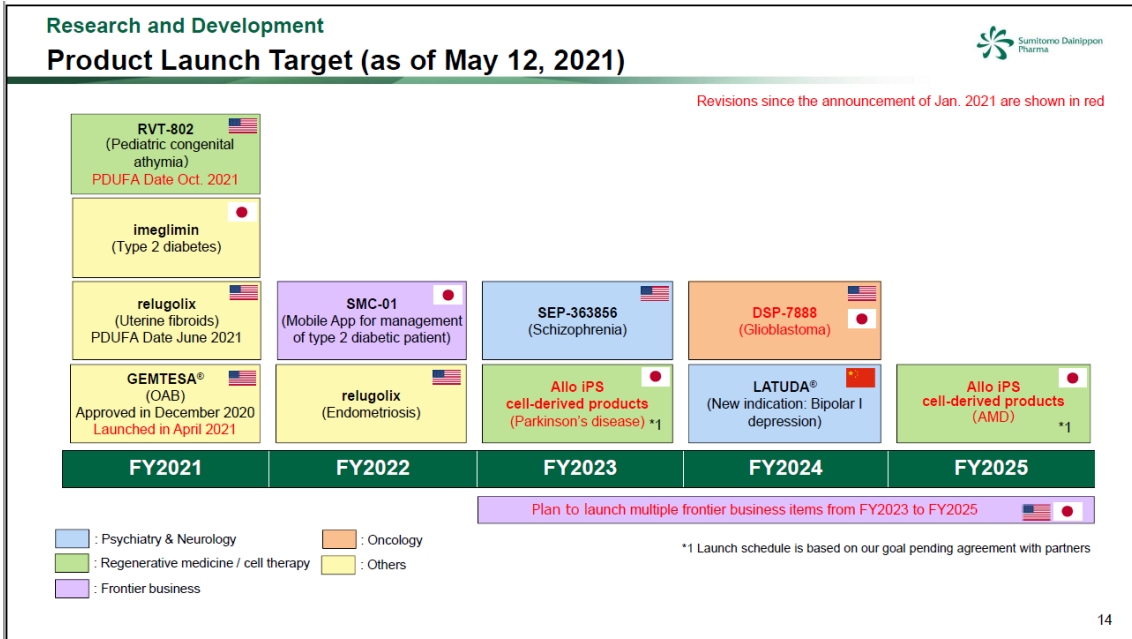 Research and Development
Product Launch Target (as of May 12, 2021)
Sumitomo Dainippon
Pharma
Revisions since the announcement of Jan. 2021 are shown in red
RVT-802
(Pediatric congenital
athymia)
PDUFA Date Oct. 2021
imeglimin
(Type 2 diabetes)
relugolix
(Uterine fibroids)
PDUFA Date June 2021
SMC-01
(Mobile App for management
of type 2 diabetic patient)
SEP-363856
(Schizophrenia)
DSP-7888
(Glioblastoma)
GEMTESA®
(OAB)
Approved in December 2020
Launched in April 2021
relugolix
(Endometriosis)
Allo iPS
cell-derived products
(Parkinson's disease) *1
LATUDA®
(New indication: Bipolar I
depression)
Allo iPS
cell-derived products
(AMD)
*1
FY2021 FY2022 FY2023 FY2024 FY2025
Plan to launch multiple frontier business items from FY2023 to FY2025
: Psychiatry & Neurology
: Oncology
: Regenerative medicine / cell therapy
: Others
: Frontier business
*1 Launch schedule is based on our goal pending agreement with partners
14